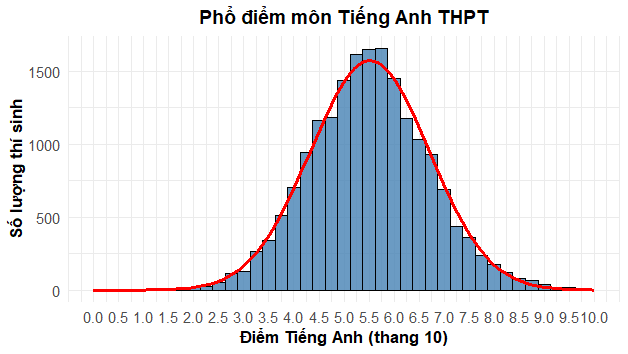 Phổ điểm môn Tiếng Anh THPT
Số lượng thí sinh
1500
1000
500
0
0.0 0.5 1.0 1.5 2.0 2.5 3.0 3.5 4.0 4.5 5.0 5.5 6.0 6.5 7.0 7.5 8.0 8.5 9.0 9.5 10.0
Điểm Tiếng Anh (thang 10)